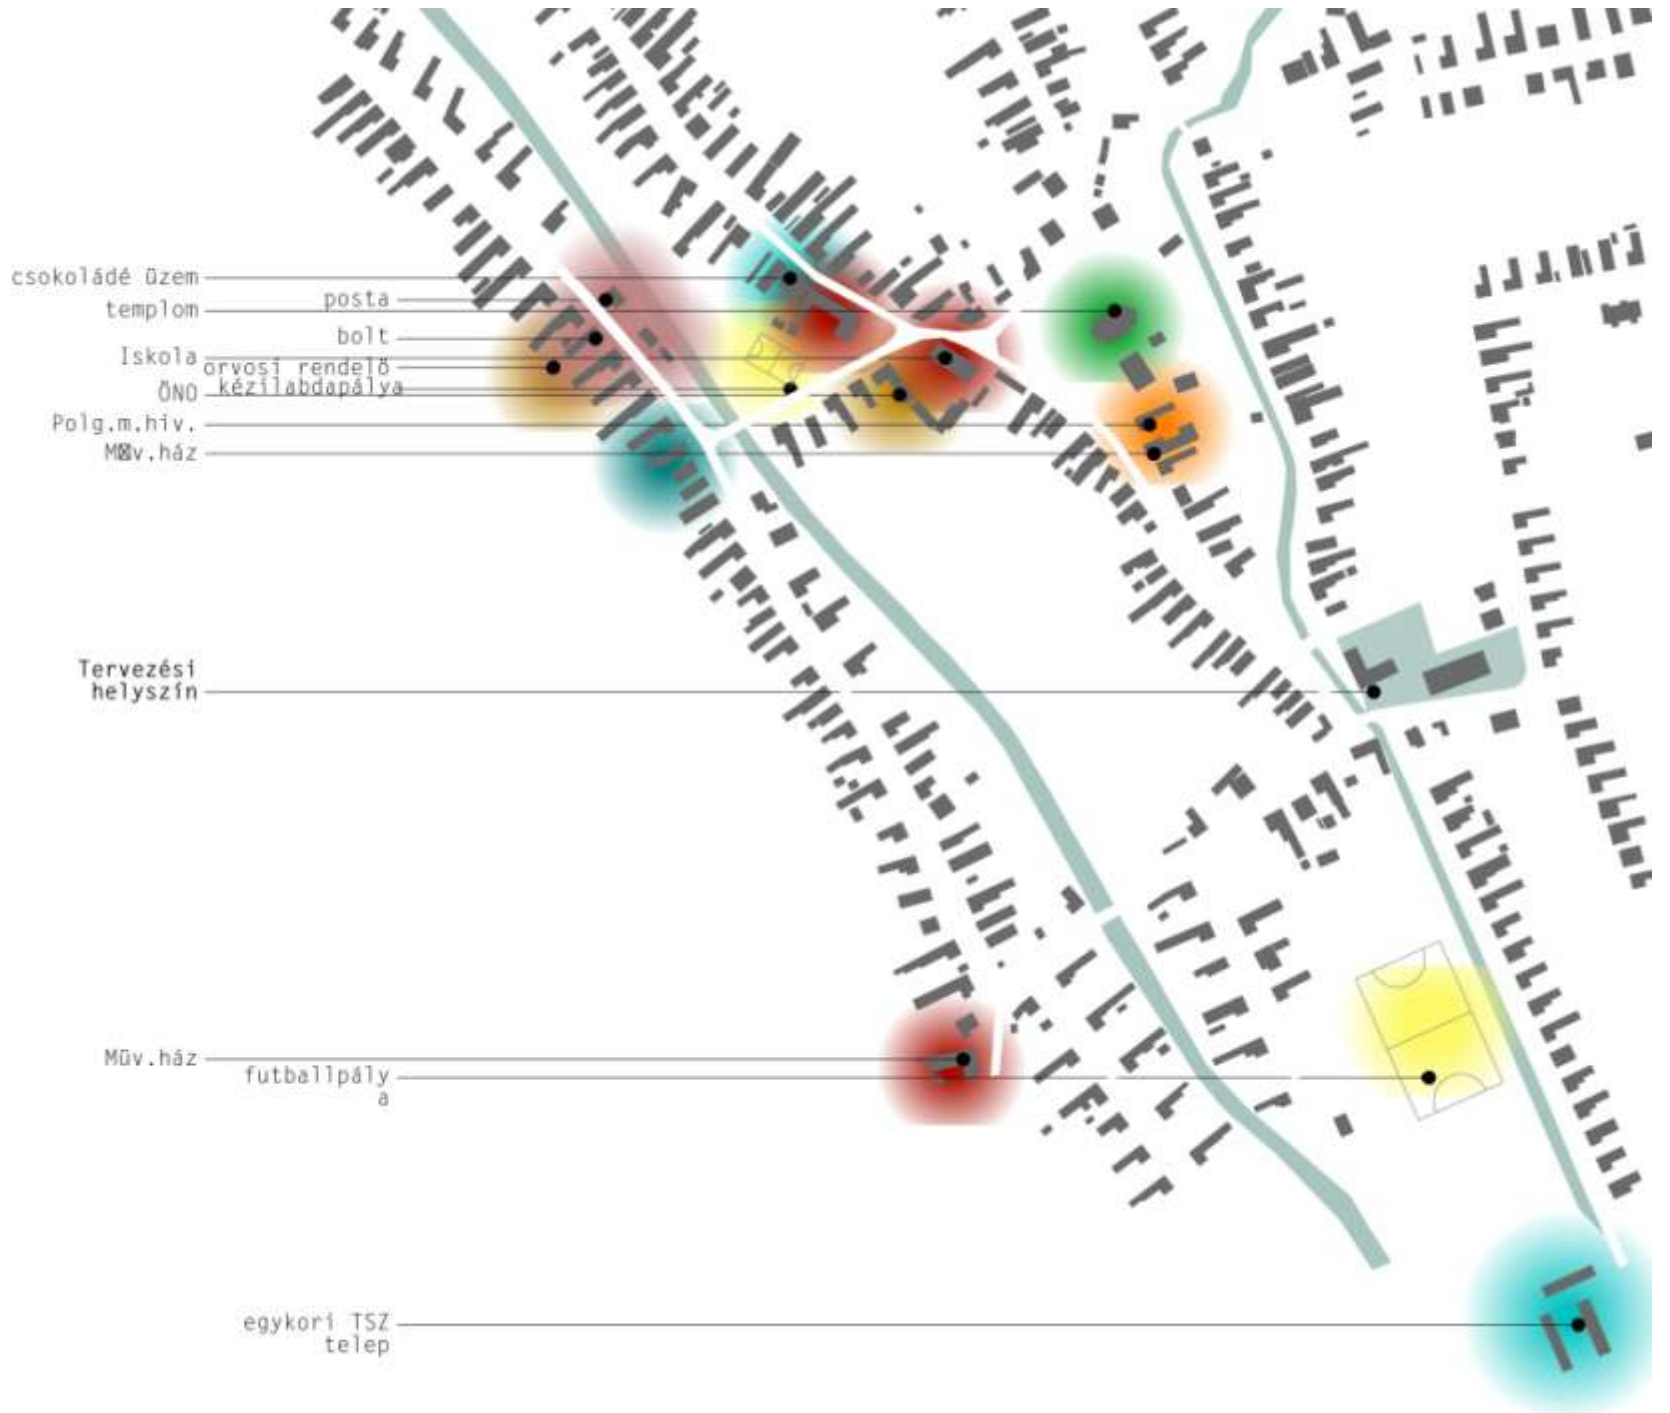 csokoládé üzem
posta
templom
bolt
Iskola
orvosi rendelő
kézilabdapálya
ÖNO
Polg.m.hiv.
M☒v.ház
Tervezési
helyszín
Müv.ház
futballpály
a
egykori TSZ
telep